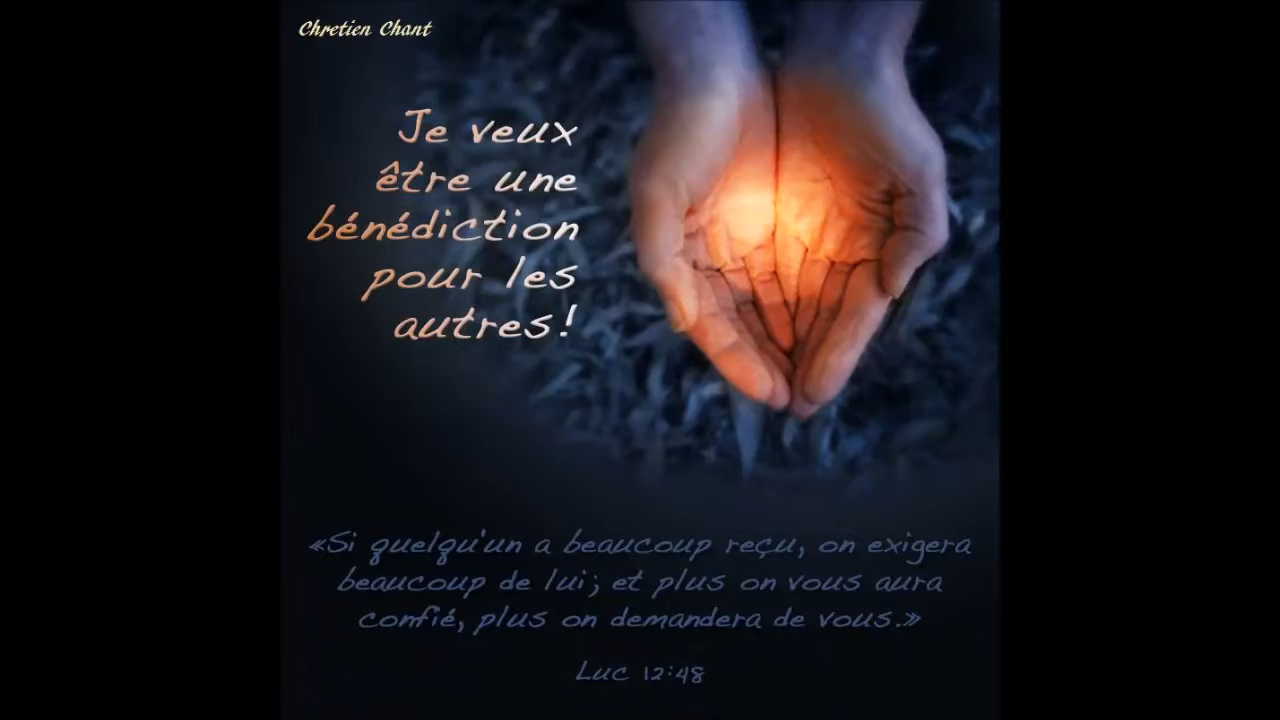 Chretien Chant
Je veux
être une
bénédiction
pour les
autres!
«Si quelqu'un a beaucoup reçu, on exigera
beaucoup de lui; et plus on vous aura
confié, plus on demandera de vous.»
Luc 12:48